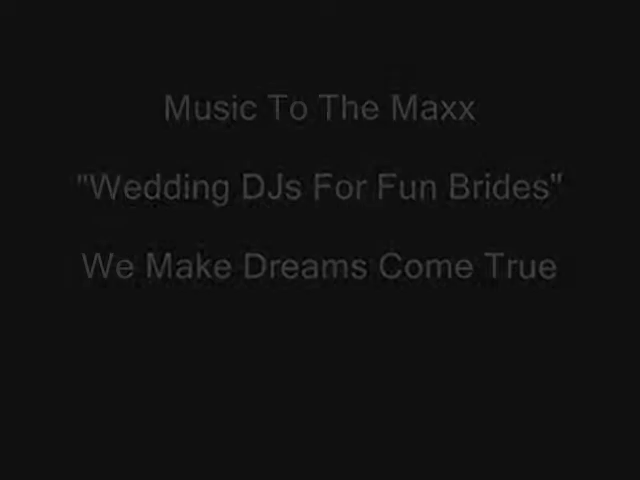 Music To The Maxx
"Wedding DJs For Fun Brides"
We Make Dreams Come True